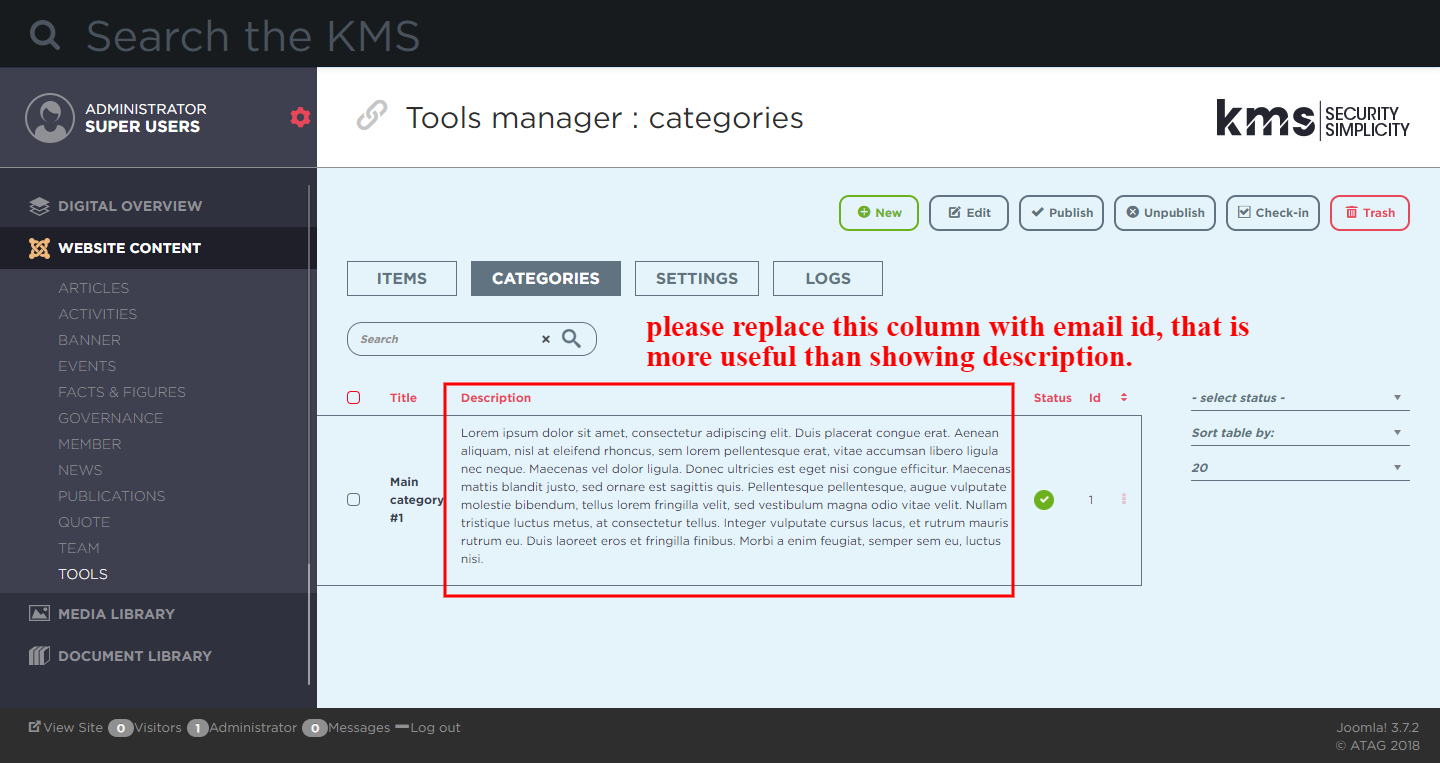 Search the KMS
ADMINISTRATOR
SUPER USERS
Tools manager : categories
kms SECURITY
SIMPLICITY
DIGITAL OVERVIEW
WEBSITE CONTENT
ARTICLES
ACTIVITIES
BANNER
EVENTS
FACTS & FIGURES
GOVERNANCE
MEMBER
NEWS
PUBLICATIONS
QUOTE
TEAM
TOOLS
MEDIA LIBRARY
DOCUMENT LIBRARY
New Edit Publish Unpublish Check-in Trash
ITEMS CATEGORIES SETTINGS LOGS
Search ×
please replace this column with email id, that is
more useful than showing description.
Title Description Status Id
Main
category
#1
Lorem ipsum dolor sit amet, consectetur adipiscing elit. Duis placerat congue erat. Aenean
aliquam, nisl at eleifend rhoncus, sem lorem pellentesque erat, vitae accumsan libero ligula
nec neque. Maecenas vel dolor ligula. Donec ultricies est eget nisi congue efficitur. Maecenas
mattis blandit justo, sed ornare est sagittis quis. Pellentesque pellentesque, augue vulputate
molestie bibendum, tellus lorem fringilla velit, sed vestibulum magna odio vitae velit. Nullam
tristique luctus metus, at consectetur tellus. Integer vulputate cursus lacus, et rutrum mauris
rutrum eu. Duis laoreet eros et fringilla finibus. Morbi a enim feugiat, semper sem eu, luctus
nisi.
1
- select status -
Sort table by:
20
View Site 0 Visitors 1 Administrator 0 Messages Log out
Joomla! 3.7.2
© ATAG 2018